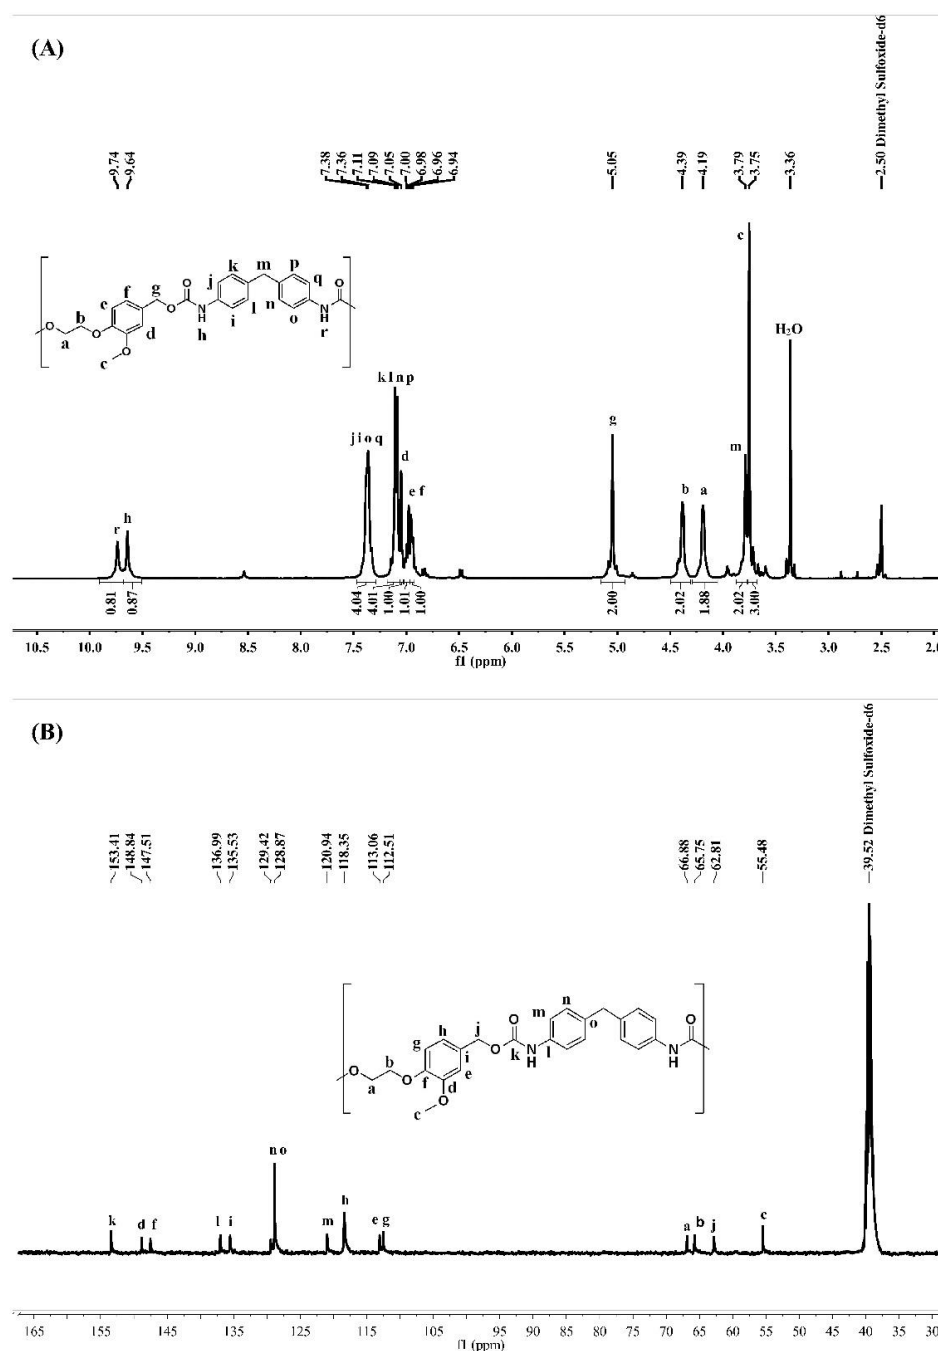 (A)
9.74
9.64
7.38
7.36
7.11
7.09
7.05
7.00
6.98
6.96
6.94
5.05
4.39
4.19
3.79
3.75
3.36
2.50 Dimethyl Sulfoxide-d6
c
k m p
j q
g
f
e O O N l n o N O
H H
b i r
O d h
O a O
c O
H₂O
k l n p
g
j i o q
d
m
b a
e f
r h
0.81
0.87
4.04
4.01
1.00
1.01
1.00
2.00
2.02
1.88
2.02
3.00
10.5 10.0 9.5 9.0 8.5 8.0 7.5 7.0 6.5 6.0 5.5 5.0 4.5 4.0 3.5 3.0 2.5 2.0
f1 (ppm)
(B)
153.41
148.84
147.51
136.99
135.53
129.42
128.87
120.94
118.35
113.06
112.51
66.88
65.75
62.81
55.48
39.52 Dimethyl Sulfoxide-d6
n
m o O
h j O
g O k N l N
i H H
b f e
O a O d
c O
n o
h
k d f l i m e g a b j c
165 155 145 135 125 115 105 95 90 85 80 75 70 65 60 55 50 45 40 35 30
f1 (ppm)